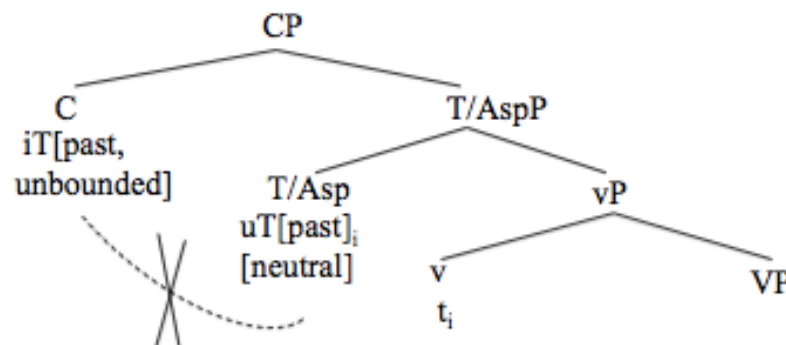 CP
C T/AspP
iT[past,
unbounded]
T/Asp vP
uT[past]i
[neutral]
v VP
ti